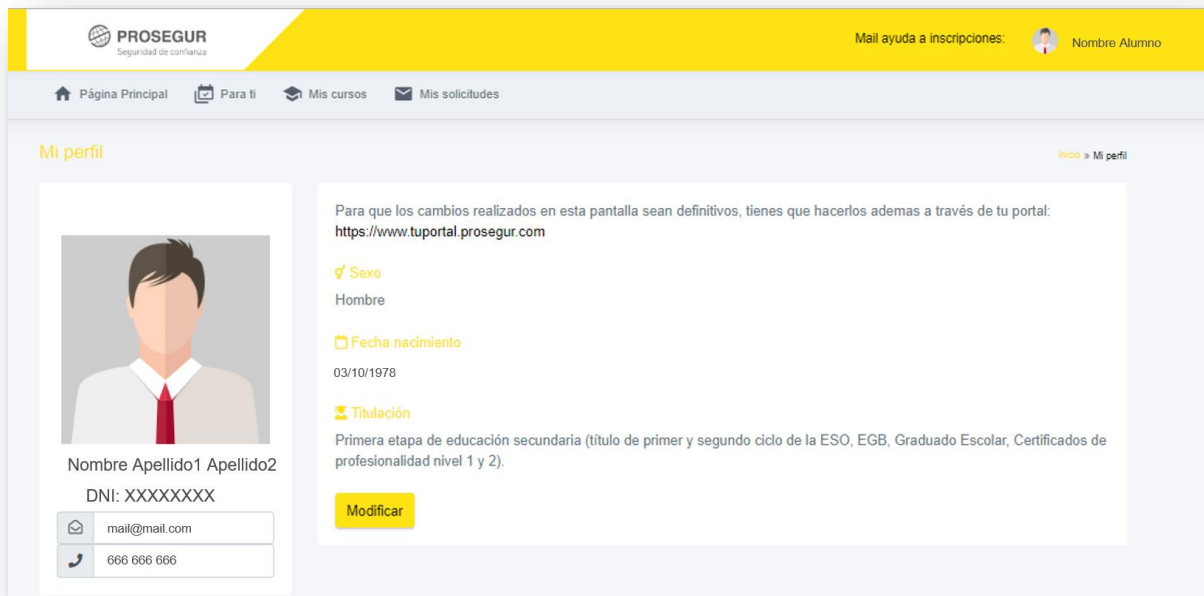 PROSEGUR
Seguridad de confianza
Mail ayuda a inscripciones:
Nombre Alumno
Página Principal
Para ti
Mis cursos
Mis solicitudes
Mi perfil
Inicio » Mi perfil
Nombre Apellido1 Apellido2
DNI: XXXXXXXX
mail@mail.com
666 666 666
Para que los cambios realizados en esta pantalla sean definitivos, tienes que hacerlos ademas a través de tu portal:
https://www.tuportal.prosegur.com
Sexo
Hombre
Fecha nacimiento
03/10/1978
Titulación
Primera etapa de educación secundaria (título de primer y segundo ciclo de la ESO, EGB, Graduado Escolar, Certificados de
profesionalidad nivel 1 y 2).
Modificar